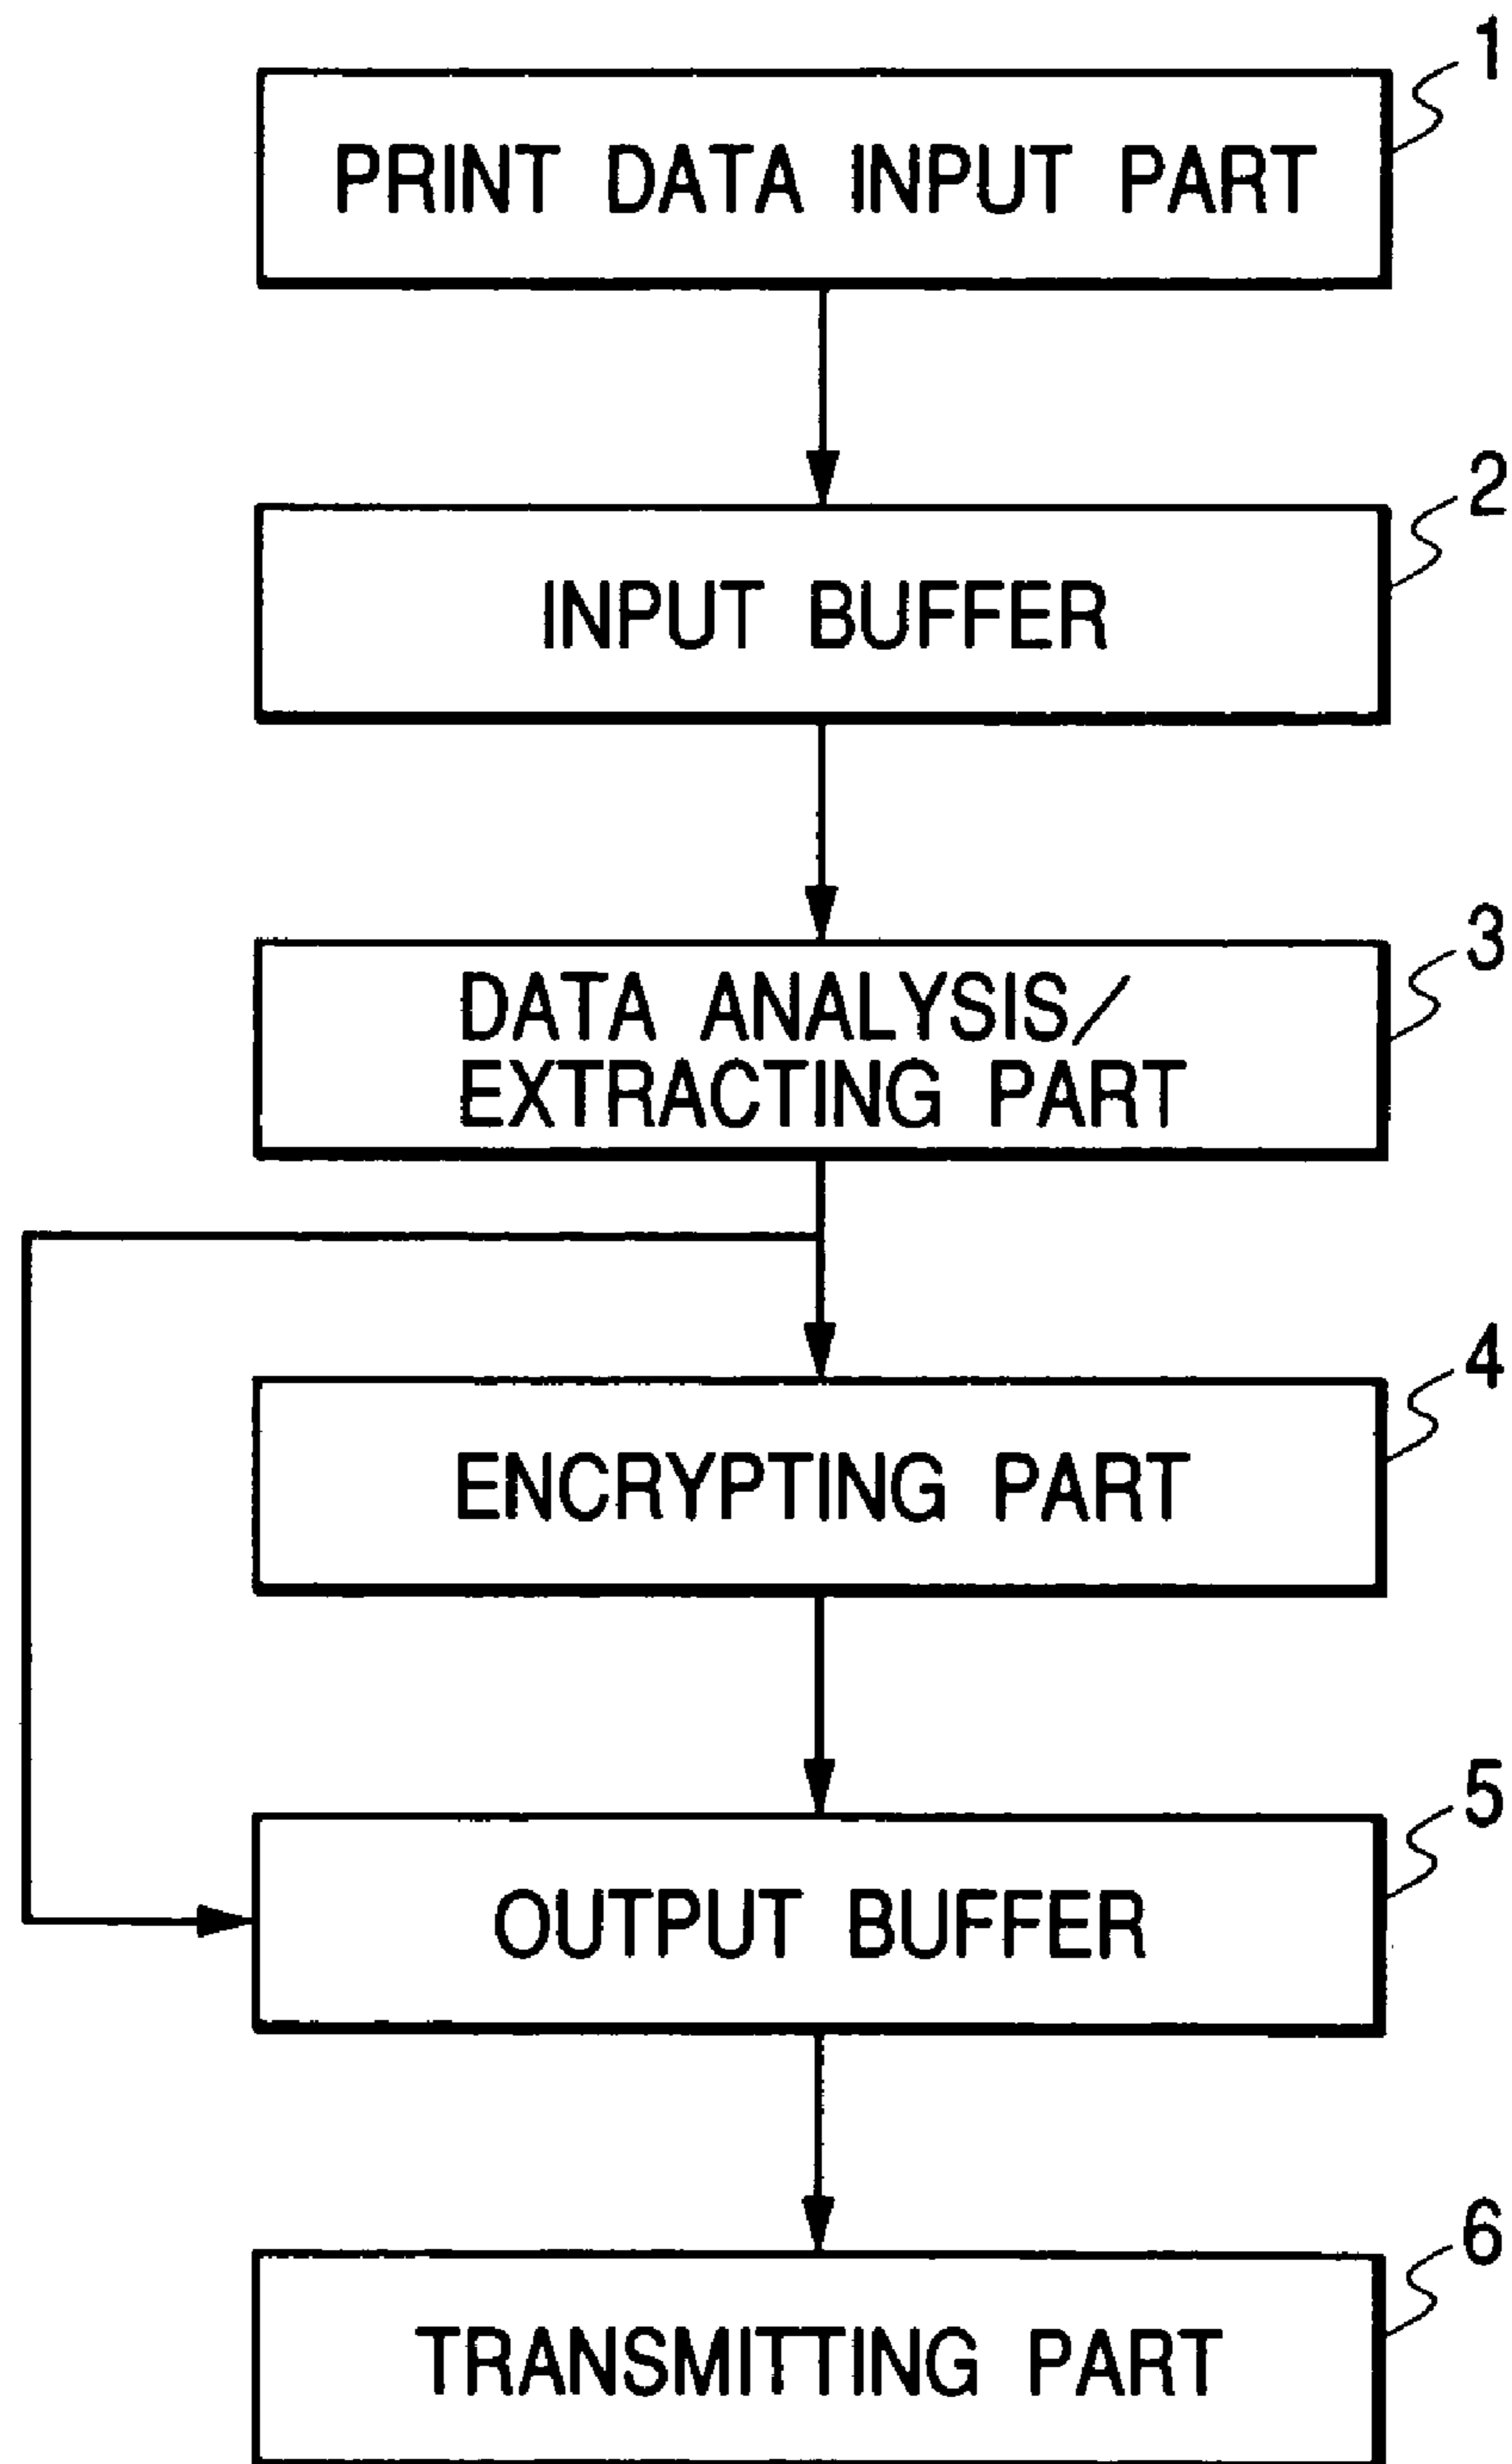 1
PRINT DATA INPUT PART
2
INPUT BUFFER
3
DATA ANALYSIS/
EXTRACTING PART
4
ENCRYPTING PART
5
OUTPUT BUFFER
6
TRANSMITTING PART